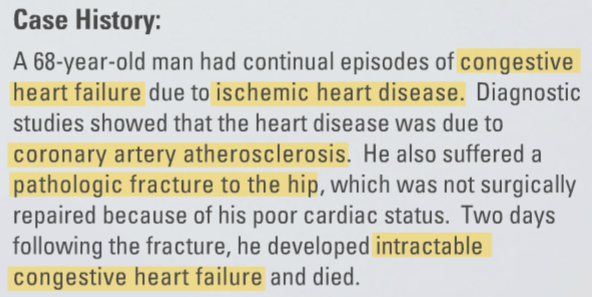 Case History:
A 68-year-old man had continual episodes of congestive
heart failure due to ischemic heart disease. Diagnostic
studies showed that the heart disease was due to
coronary artery atherosclerosis. He also suffered a
pathologic fracture to the hip, which was not surgically
repaired because of his poor cardiac status. Two days
following the fracture, he developed intractable
congestive heart failure and died.